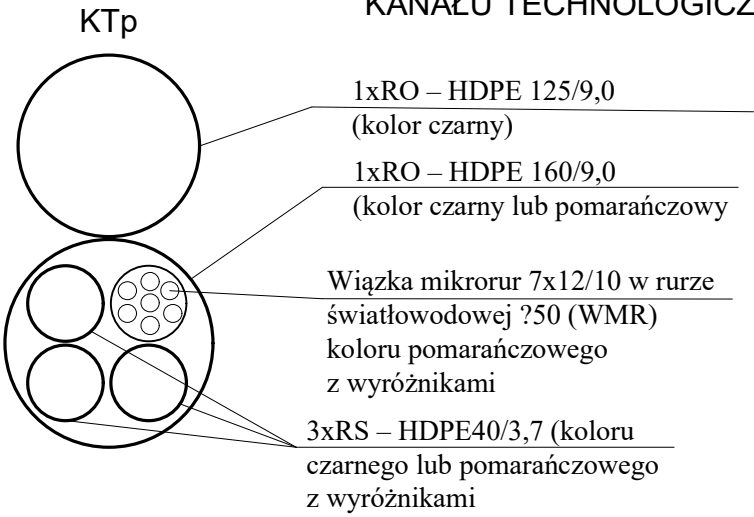 KANAŁU TECHNOLOGICZ
KTp
1xRO – HDPE 125/9,0
(kolor czarny)
1xRO – HDPE 160/9,0
(kolor czarny lub pomarańczowy
Wiązka mikrorur 7x12/10 w rurze
światłowodowej ?50 (WMR)
koloru pomarańczowego
z wyróżnikami
3xRS – HDPE40/3,7 (koloru
czarnego lub pomarańczowego
z wyróżnikami